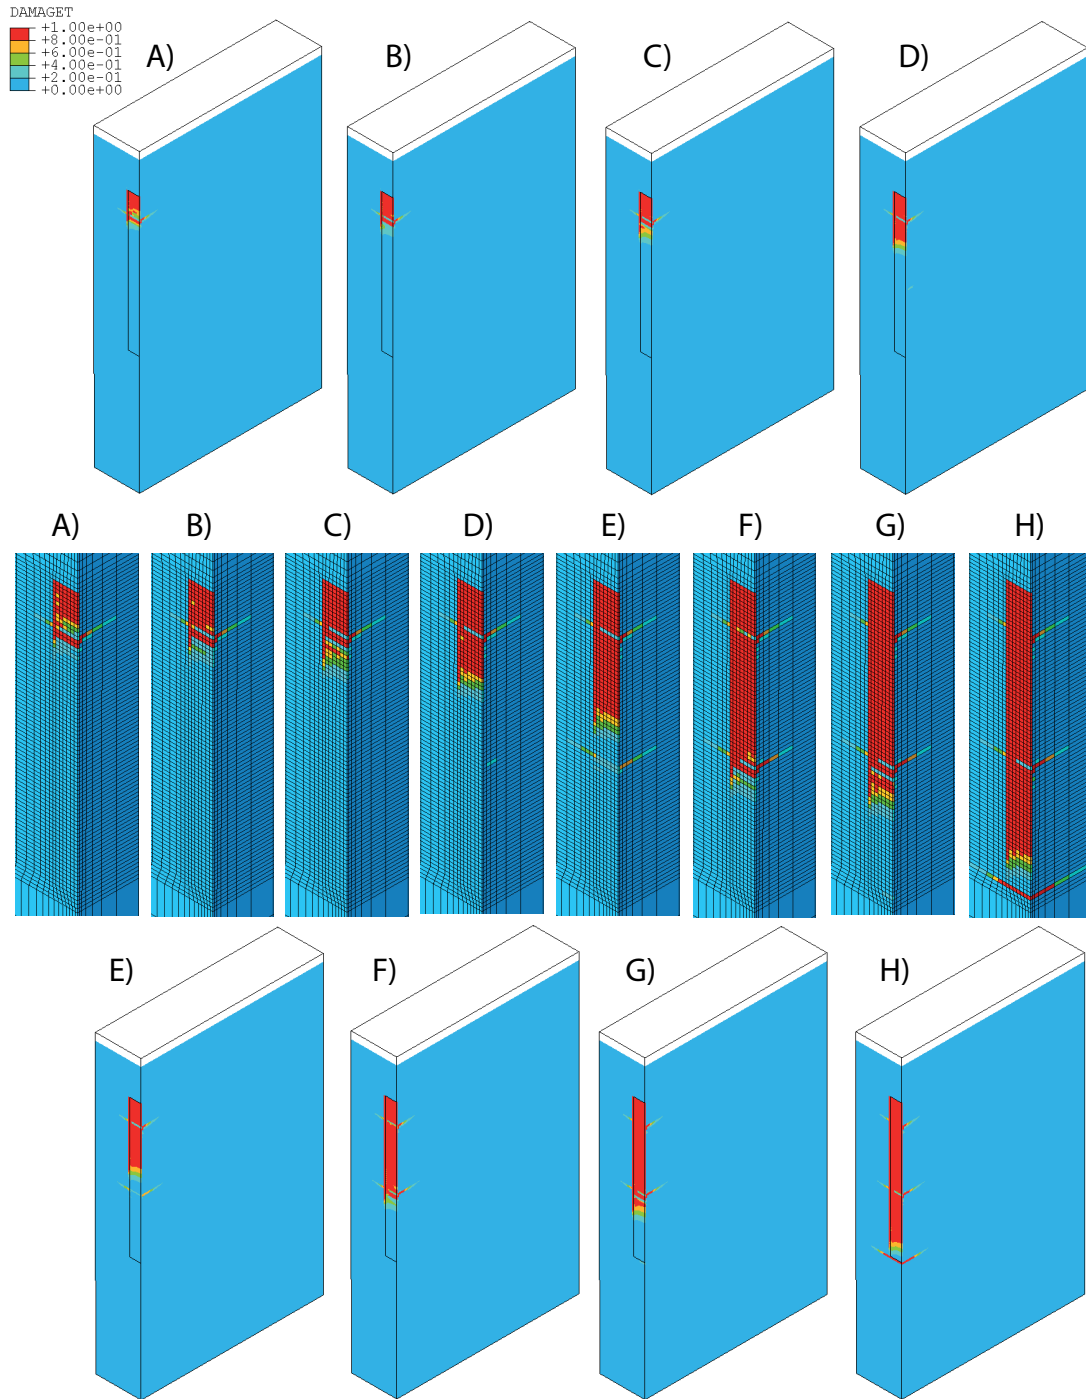 DAMAGET
+1.00e+00
+8.00e-01
+6.00e-01
+4.00e-01
+2.00e-01
+0.00e+00
A) B) C) D)
A) B) C) D) E) F) G) H)
E) F) G) H)